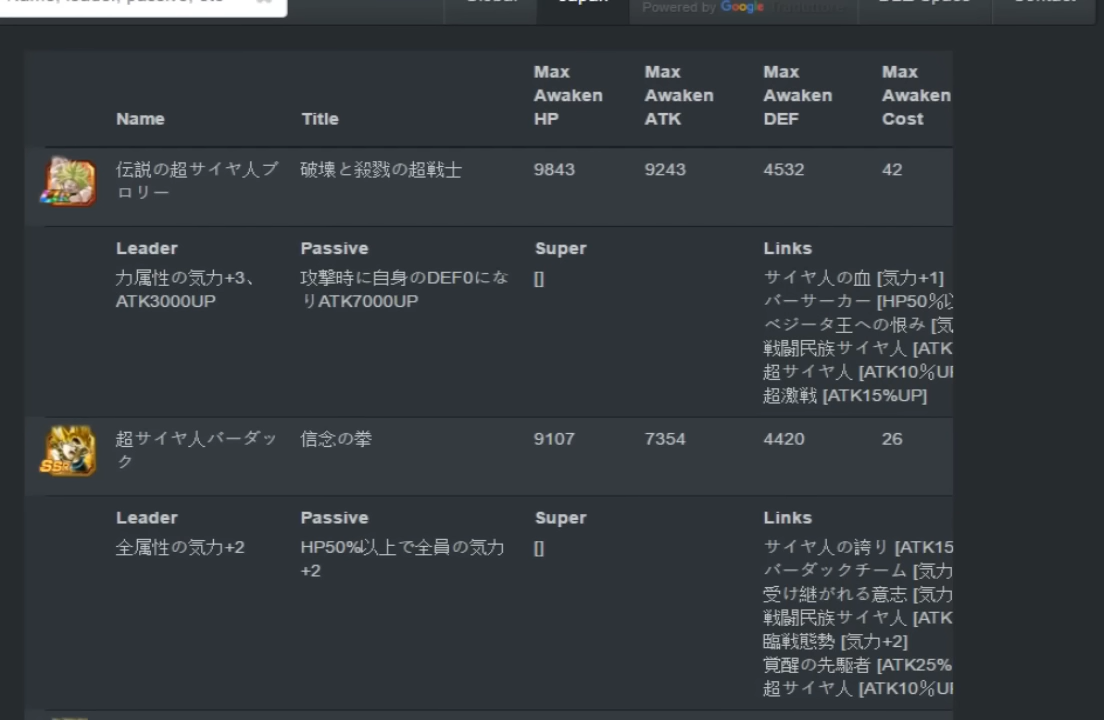 Powered by Google
Max Max Max Max
Awaken Awaken Awaken Awaken
Name Title HP ATK DEF Cost
伝説の超サイヤ人ブ 破壊と殺戮の超戦士 9843 9243 4532 42
ロリー
Leader Passive Super Links
力属性の気力+3、 攻撃時に自身のDEF0にな [] サイヤ人の血 [気力+1]
ATK3000UP りATK7000UP バーサーカー [HP50%以
ベジータ王への恨み [気
戦闘民族サイヤ人 [ATK
超サイヤ人 [ATK10%UP
超激戦 [ATK15%UP]
SSR 超サイヤ人バーダッ 信念の拳 9107 7354 4420 26
ク
Leader Passive Super Links
全属性の気力+2 HP50%以上で全員の気力 [] サイヤ人の誇り [ATK15
+2 バーダックチーム [気力
受け継がれる意志 [気力
戦闘民族サイヤ人 [ATK
臨戦態勢 [気力+2]
覚醒の先駆者 [ATK25%
超サイヤ人 [ATK10%UP